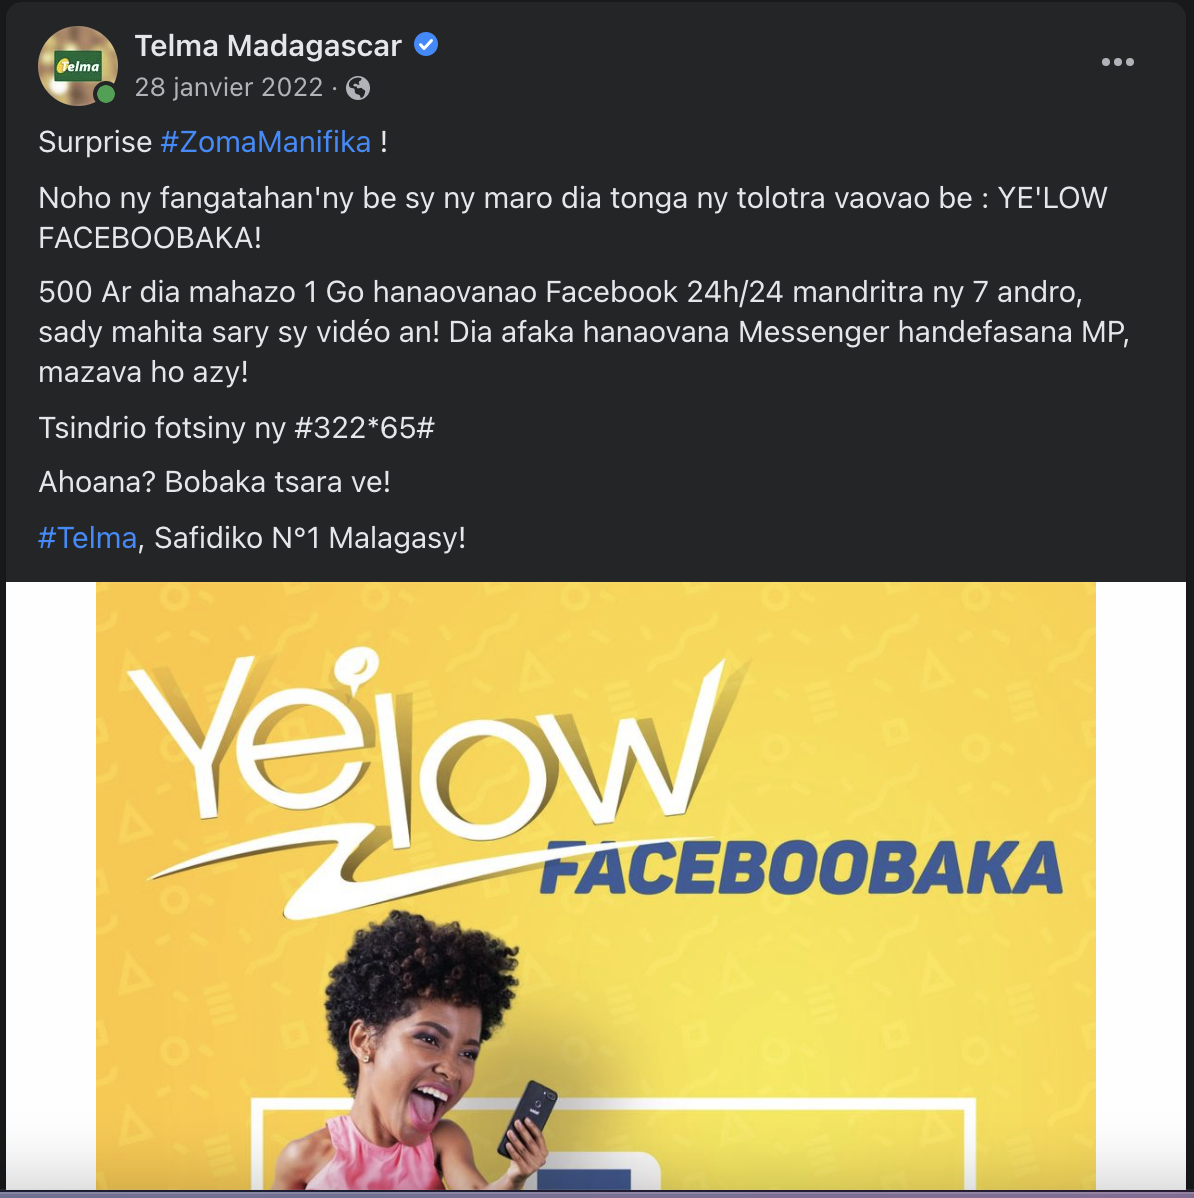 Telma
Telma Madagascar
28 janvier 2022 ·
Surprise #ZomaManifika !
Noho ny fangatahan'ny be sy ny maro dia tonga ny tolotra vaovao be : YE'LOW
FACEBOOBAKA!
500 Ar dia mahazo 1 Go hanaovanao Facebook 24h/24 mandritra ny 7 andro,
sady mahita sary sy vidéo an! Dia afaka hanaovana Messenger handefasana MP,
mazava ho azy!
Tsindrio fotsiny ny #322*65#
Ahoana? Bobaka tsara ve!
#Telma, Safidiko N°1 Malagasy!
Ye'low
FACEBOOBAKA